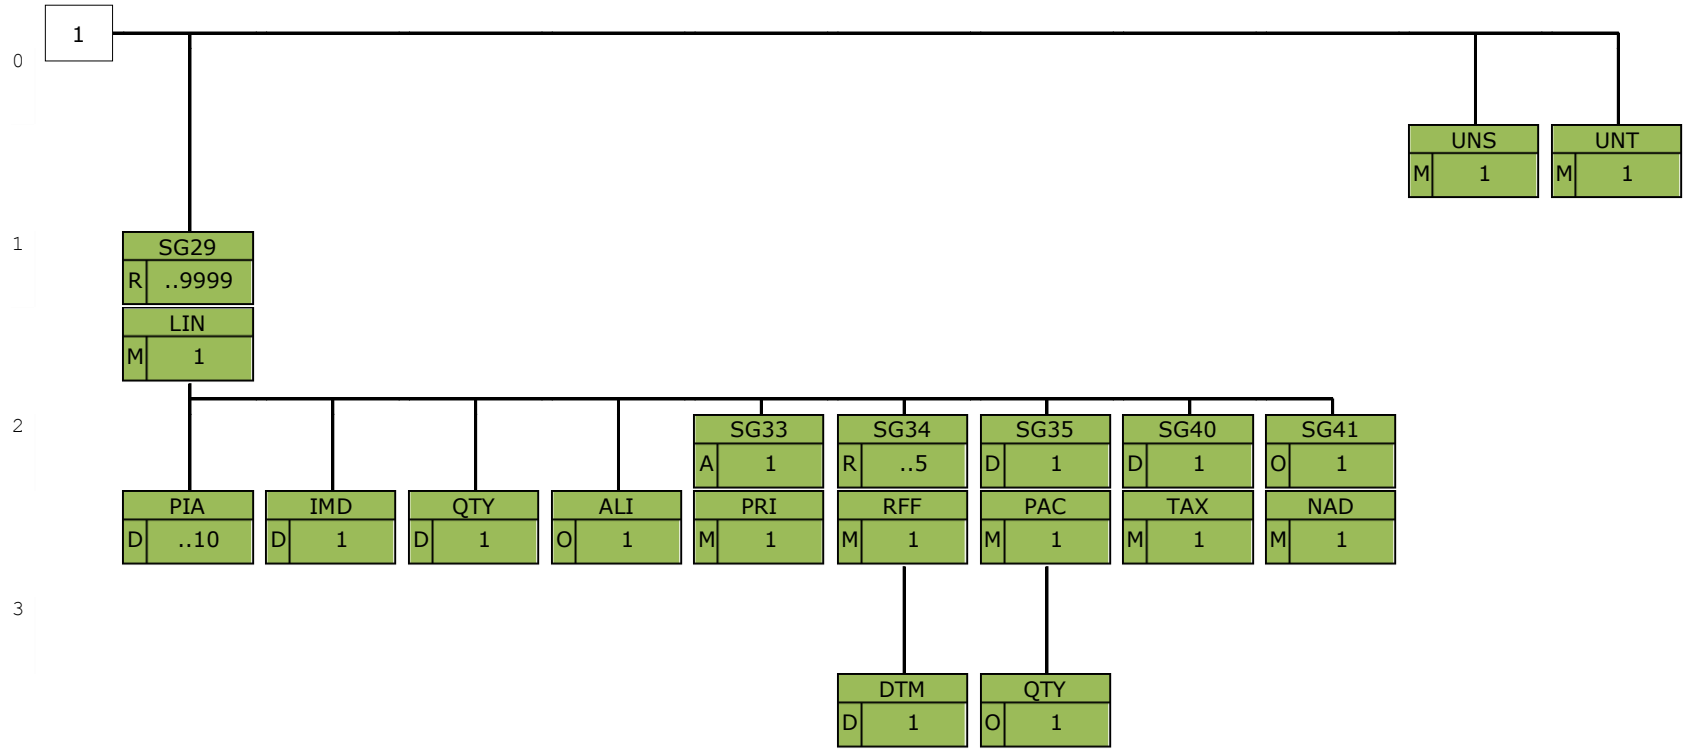 1
0
UNS UNT
M 1 M 1
1
SG29
R ..9999
LIN
M 1
2
SG33 SG34 SG35 SG40 SG41
A 1 R ..5 D 1 D 1 O 1
PIA IMD QTY ALI PRI RFF PAC TAX NAD
D ..10 D 1 D 1 O 1 M 1 M 1 M 1 M 1 M 1
3
DTM QTY
D 1 O 1